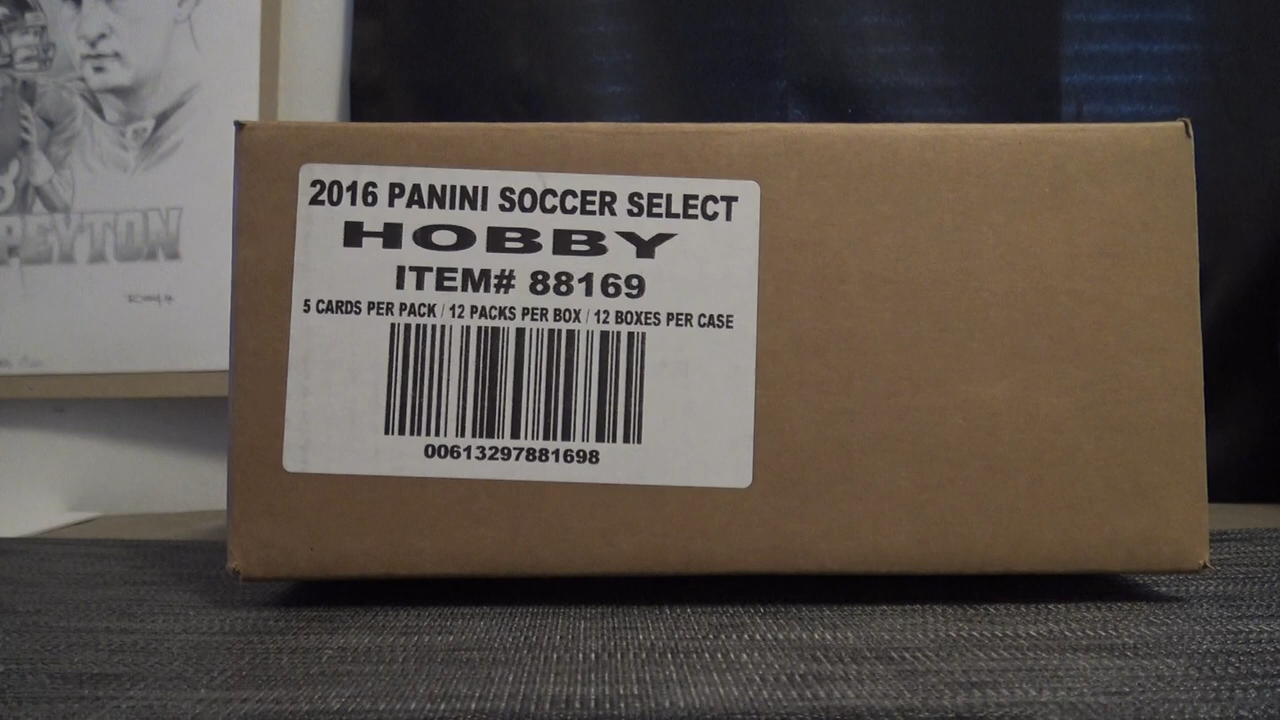 PEYTON
2016 PANINI SOCCER SELECT
HOBBY
ITEM# 88169
5 CARDS PER PACK / 12 PACKS PER BOX / 12 BOXES PER CASE
00613297881698